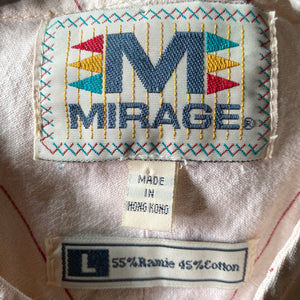 M
MIRAGE®
MADE
IN
HONG KONG
L 55% Ramie 45% Cotton